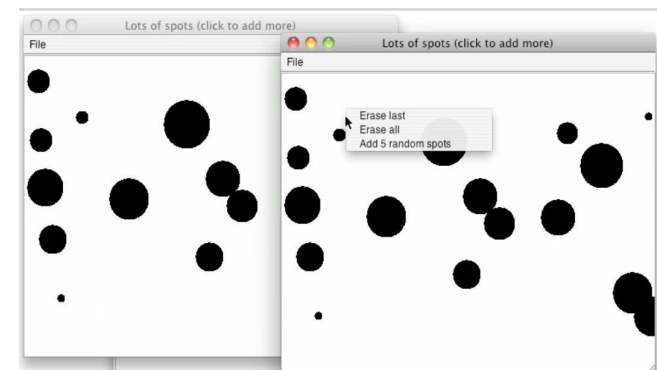 Lots of spots (click to add more)
File
Lots of spots (click to add more)
File
Erase last
Erase all
Add 5 random spots